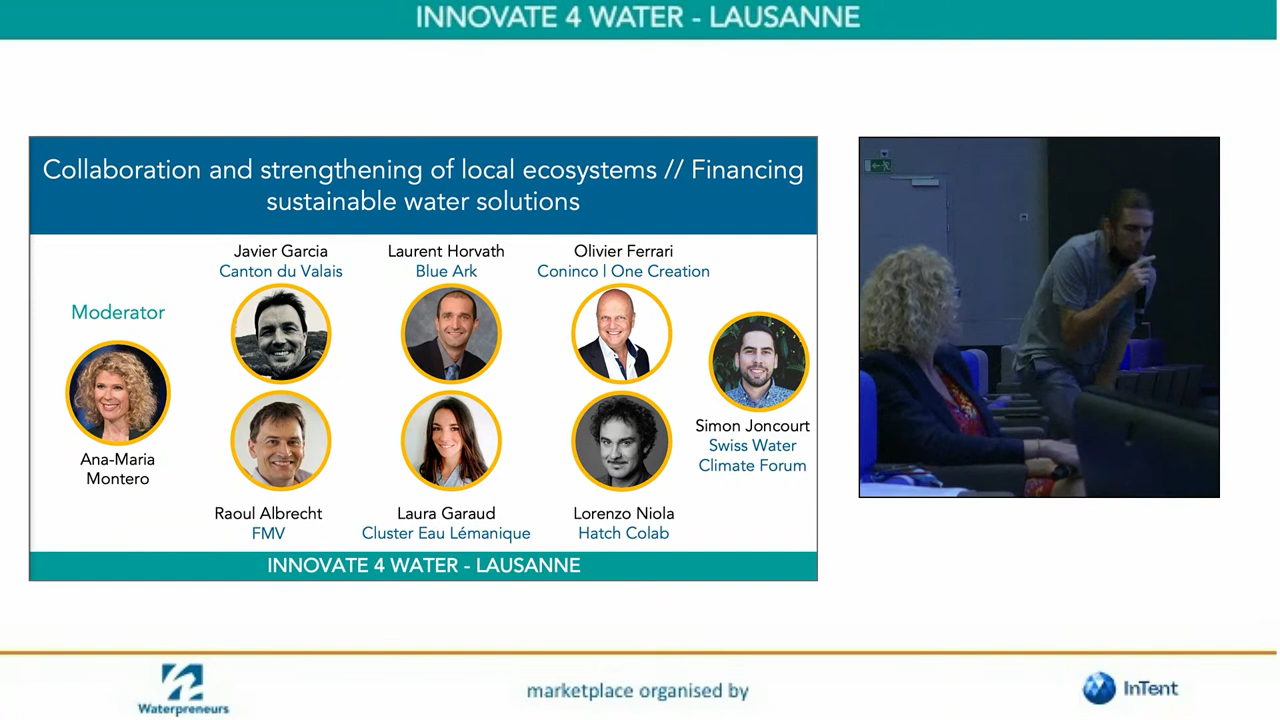 INNOVATE 4 WATER - LAUSANNE
Collaboration and strengthening of local ecosystems // Financing
sustainable water solutions
Moderator
Ana-Maria
Montero
Javier Garcia
Canton du Valais
Laurent Horvath
Blue Ark
Olivier Ferrari
Coninco | One Creation
Raoul Albrecht
FMV
Laura Garaud
Cluster Eau Lémanique
Lorenzo Niola
Hatch Colab
Simon Joncourt
Swiss Water
Climate Forum
INNOVATE 4 WATER - LAUSANNE
Waterpreneurs
marketplace organised by
InTent